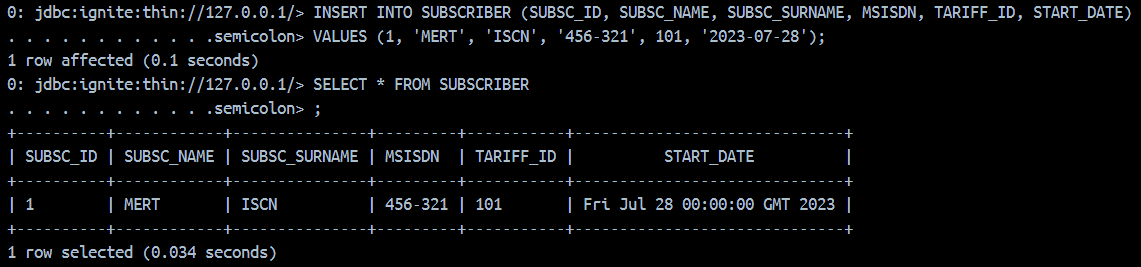 0: jdbc:ignite:thin://127.0.0.1/> INSERT INTO SUBSCRIBER (SUBSC_ID, SUBSC_NAME, SUBSC_SURNAME, MSISDN, TARIFF_ID, START_DATE)
. . . . . . . . . . . .semicolon> VALUES (1, 'MERT', 'ISCN', '456-321', 101, '2023-07-28');
1 row affected (0.1 seconds)
0: jdbc:ignite:thin://127.0.0.1/> SELECT * FROM SUBSCRIBER
. . . . . . . . . . . .semicolon> ;
+----------+------------+---------------+---------+-----------+------------------------------+
| SUBSC_ID | SUBSC_NAME | SUBSC_SURNAME | MSISDN  | TARIFF_ID |          START_DATE          |
+----------+------------+---------------+---------+-----------+------------------------------+
| 1        | MERT       | ISCN          | 456-321 | 101       | Fri Jul 28 00:00:00 GMT 2023 |
+----------+------------+---------------+---------+-----------+------------------------------+
1 row selected (0.034 seconds)